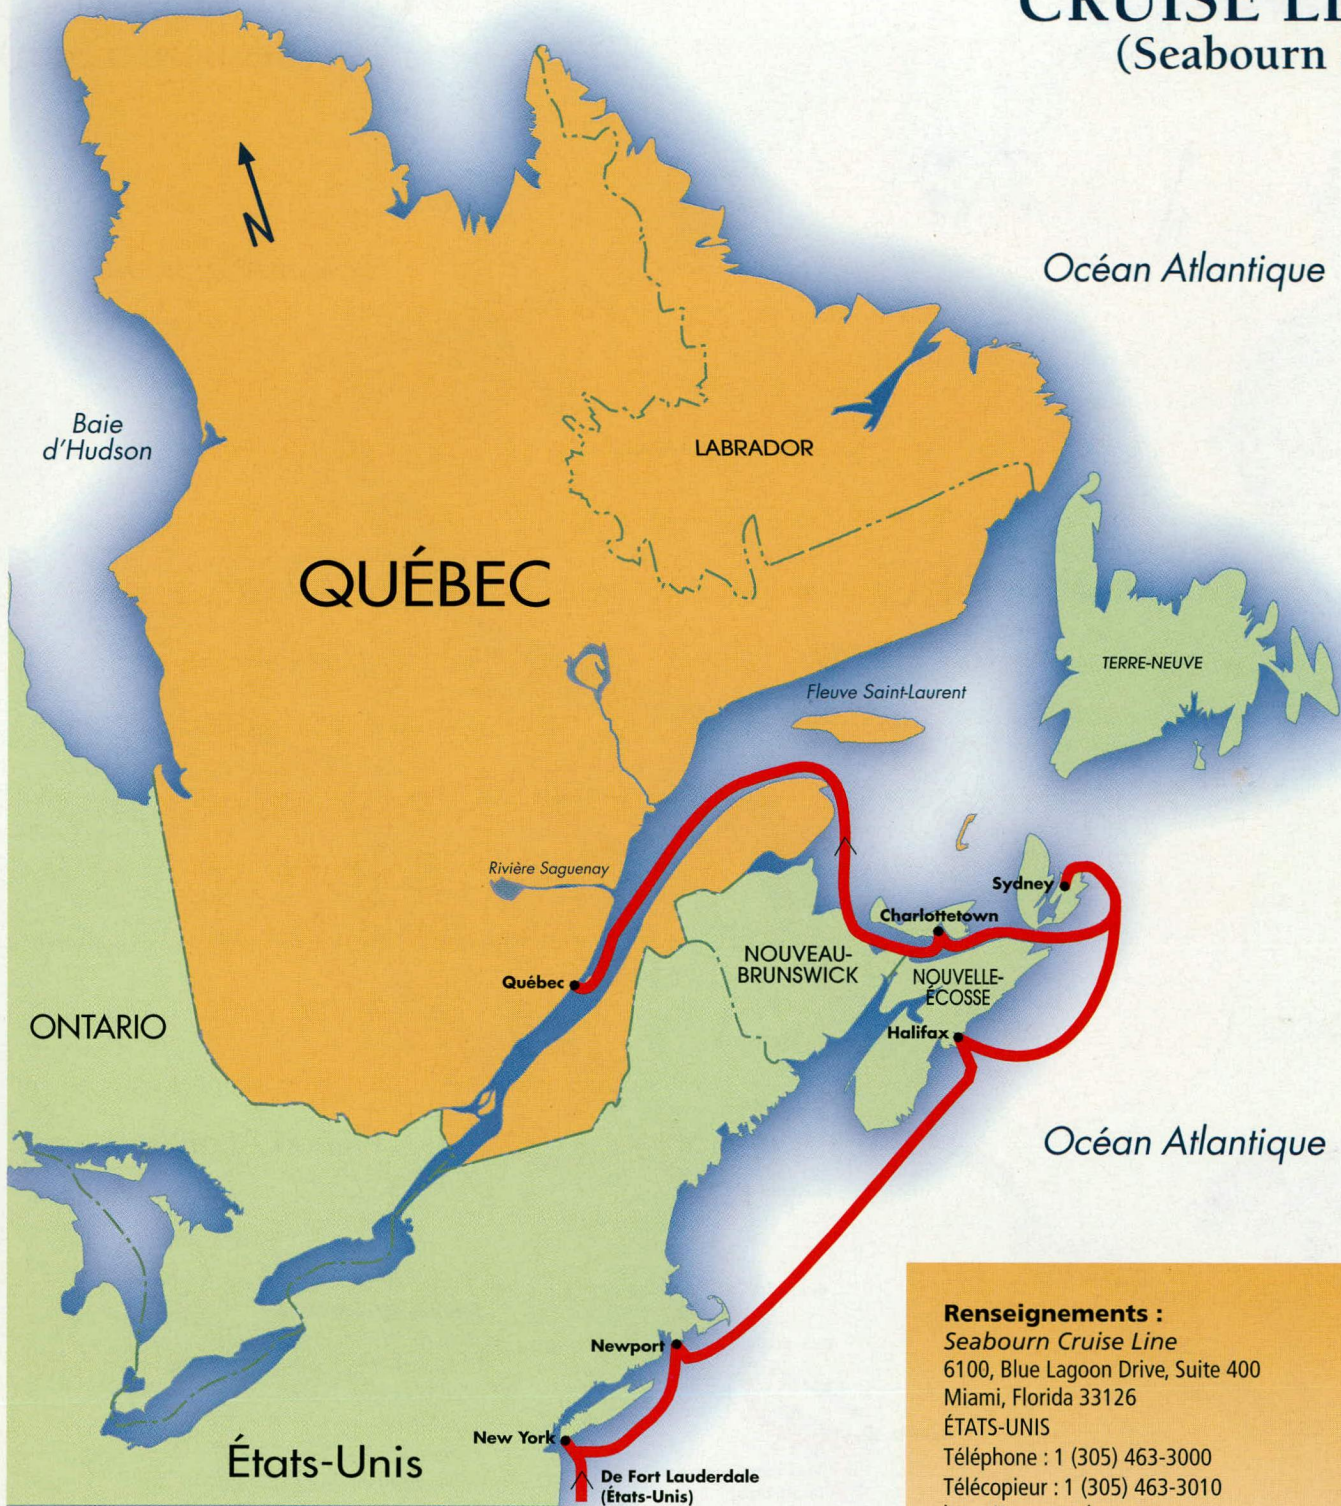 CRUISE LI
(Seabourn
N
Océan Atlantique
Baie
d'Hudson
LABRADOR
QUÉBEC
TERRE-NEUVE
Fleuve Saint-Laurent
Rivière Saguenay
Sydney
Charlottetown
NOUVEAU-
BRUNSWICK
NOUVELLE-
ÉCOSSE
Québec
ONTARIO
Halifax
Océan Atlantique
Newport
New York
États-Unis
De Fort Lauderdale
(États-Unis)
Renseignements :
Seabourn Cruise Line
6100, Blue Lagoon Drive, Suite 400
Miami, Florida 33126
ÉTATS-UNIS
Téléphone : 1 (305) 463-3000
Télécopieur : 1 (305) 463-3010